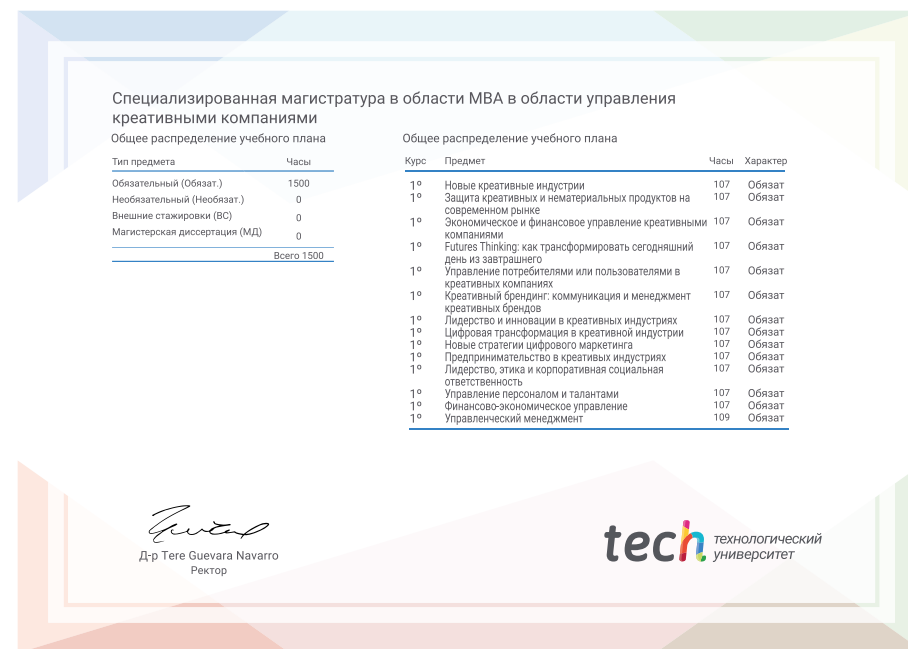 Специализированная магистратура в области MBA в области управления
креативными компаниями
Общее распределение учебного плана
Тип предмета Часы
Обязательный (Обязат.) 1500
Необязательный (Необязат.) 0
Внешние стажировки (ВС) 0
Магистерская диссертация (МД) 0
Всего 1500
Общее распределение учебного плана
Курс Предмет Часы Характер
1º Новые креативные индустрии 107 Обязат
1º Защита креативных и нематериальных продуктов на 107 Обязат
современном рынке
1º Экономическое и финансовое управление креативными 107 Обязат
компаниями
1º Futures Thinking: как трансформировать сегодняшний 107 Обязат
день из завтрашнего
1º Управление потребителями или пользователями в 107 Обязат
креативных компаниях
1º Креативный брендинг: коммуникация и менеджмент 107 Обязат
креативных брендов
1º Лидерство и инновации в креативных индустриях 107 Обязат
1º Цифровая трансформация в креативной индустрии 107 Обязат
1º Новые стратегии цифрового маркетинга 107 Обязат
1º Предпринимательство в креативых индустриях 107 Обязат
1º Лидерство, этика и корпоративная социальная 107 Обязат
ответственность
1º Управление персоналом и талантами 107 Обязат
1º Финансово-экономическое управление 107 Обязат
1º Управленческий менеджмент 109 Обязат
Д-р Tere Guevara Navarro
Ректор
tech технологический
университет